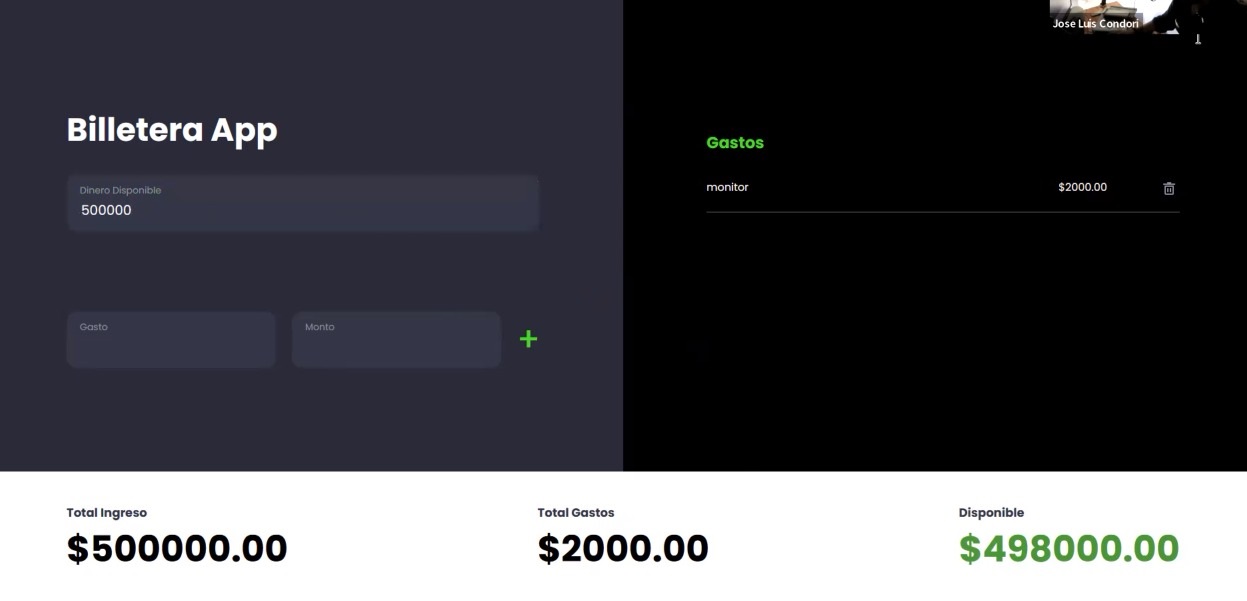 Jose Luis Condori
Billetera App
Dinero Disponible
500000
Gasto
Monto
+
Gastos
monitor
$2000.00
Total Ingreso
$500000.00
Total Gastos
$2000.00
Disponible
$498000.00